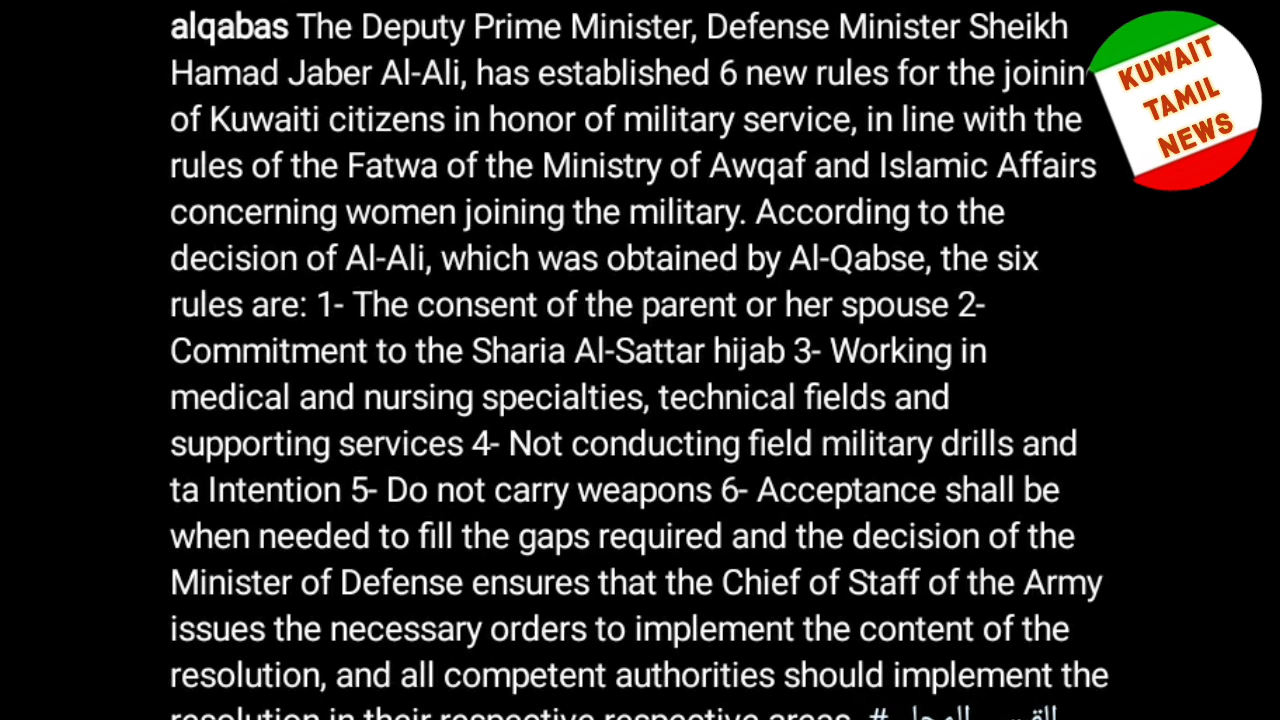 alqabas The Deputy Prime Minister, Defense Minister Sheikh
Hamad Jaber Al-Ali, has established 6 new rules for the joinin
of Kuwaiti citizens in honor of military service, in line with the
rules of the Fatwa of the Ministry of Awqaf and Islamic Affairs
concerning women joining the military. According to the
decision of Al-Ali, which was obtained by Al-Qabse, the six
rules are: 1- The consent of the parent or her spouse 2-
Commitment to the Sharia Al-Sattar hijab 3- Working in
medical and nursing specialties, technical fields and
supporting services 4- Not conducting field military drills and
ta Intention 5- Do not carry weapons 6- Acceptance shall be
when needed to fill the gaps required and the decision of the
Minister of Defense ensures that the Chief of Staff of the Army
issues the necessary orders to implement the content of the
resolution, and all competent authorities should implement the
resolution in their respective respective areas. #
KUWAIT
TAMIL
NEWS